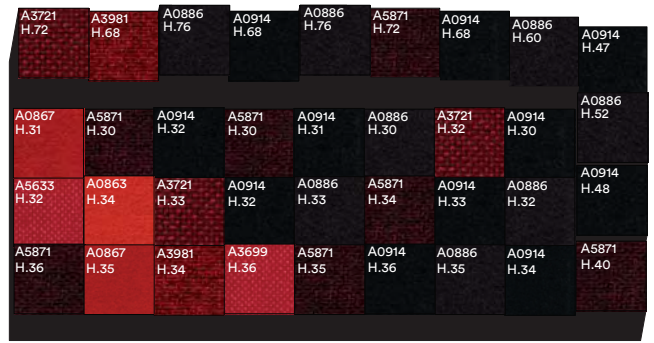 A3721
H.72
A3981
H.68
A0886
H.76
A0914
H.68
A0886
H.76
A5871
H.72
A0914
H.68
A0886
H.60
A0914
H.47
A0867
H.31
A5871
H.30
A0914
H.32
A5871
H.30
A0914
H.31
A0886
H.30
A3721
H.32
A0914
H.30
A0886
H.52
A5633
H.32
A0863
H.34
A3721
H.33
A0914
H.32
A0886
H.33
A5871
H.34
A0914
H.33
A0886
H.32
A0914
H.48
A5871
H.36
A0867
H.35
A3981
H.34
A3699
H.36
A5871
H.35
A0914
H.36
A0886
H.35
A0914
H.34
A5871
H.40